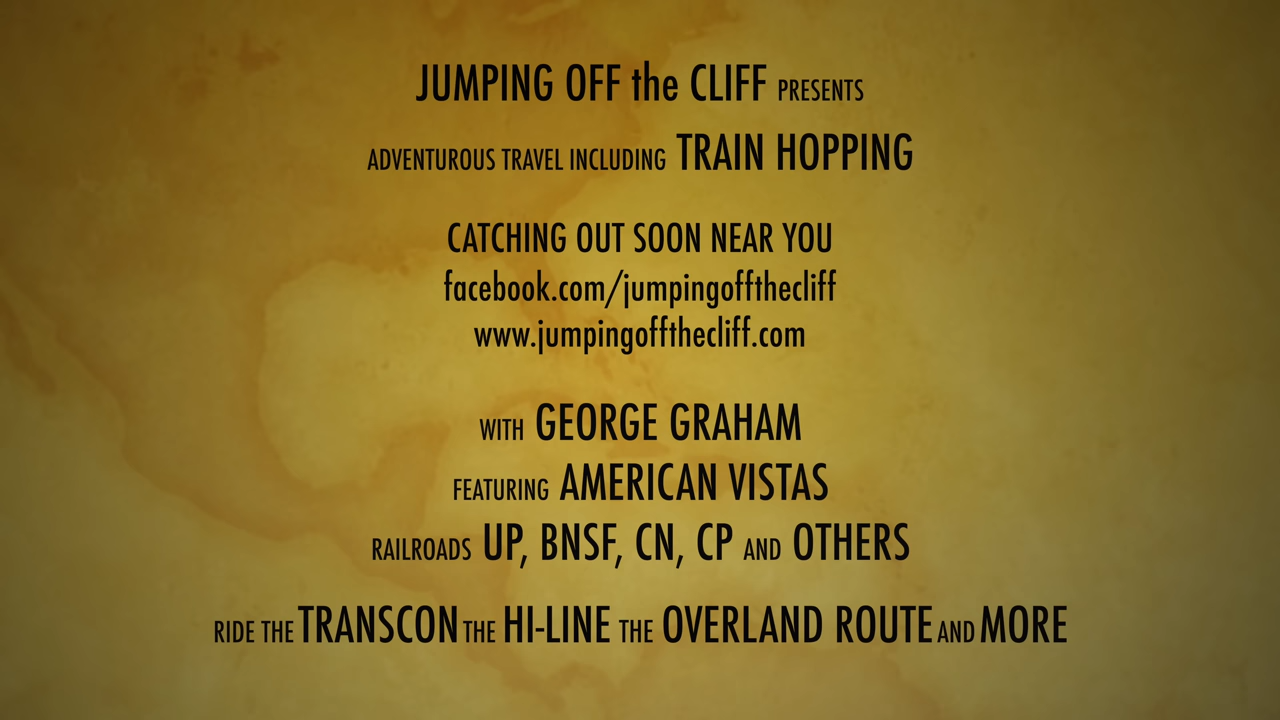 JUMPING OFF the CLIFF PRESENTS
ADVENTUROUS TRAVEL INCLUDING TRAIN HOPPING
CATCHING OUT SOON NEAR YOU
facebook.com/jumpingoffthecliff
www.jumpingoffthecliff.com
WITH GEORGE GRAHAM
FEATURING AMERICAN VISTAS
RAILROADS UP, BNSF, CN, CP AND OTHERS
RIDE THE TRANSCON THE HI-LINE THE OVERLAND ROUTE AND MORE